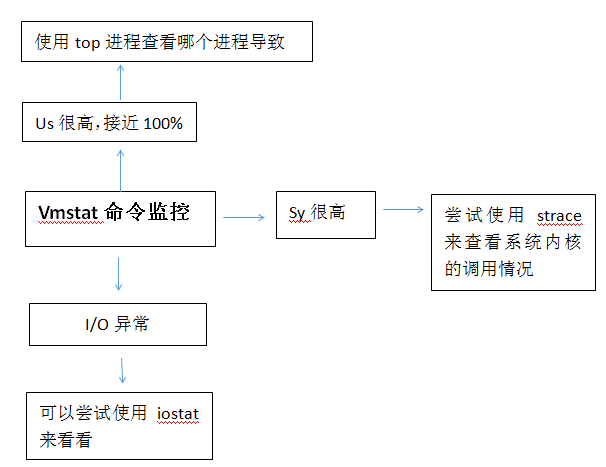 使用 top 进程查看哪个进程导致
Us 很高，接近 100%
Vmstat 命令监控
Sy 很高
尝试使用 strace
来查看系统内核
的调用情况
I/O 异常
可以尝试使用 iostat
来看看